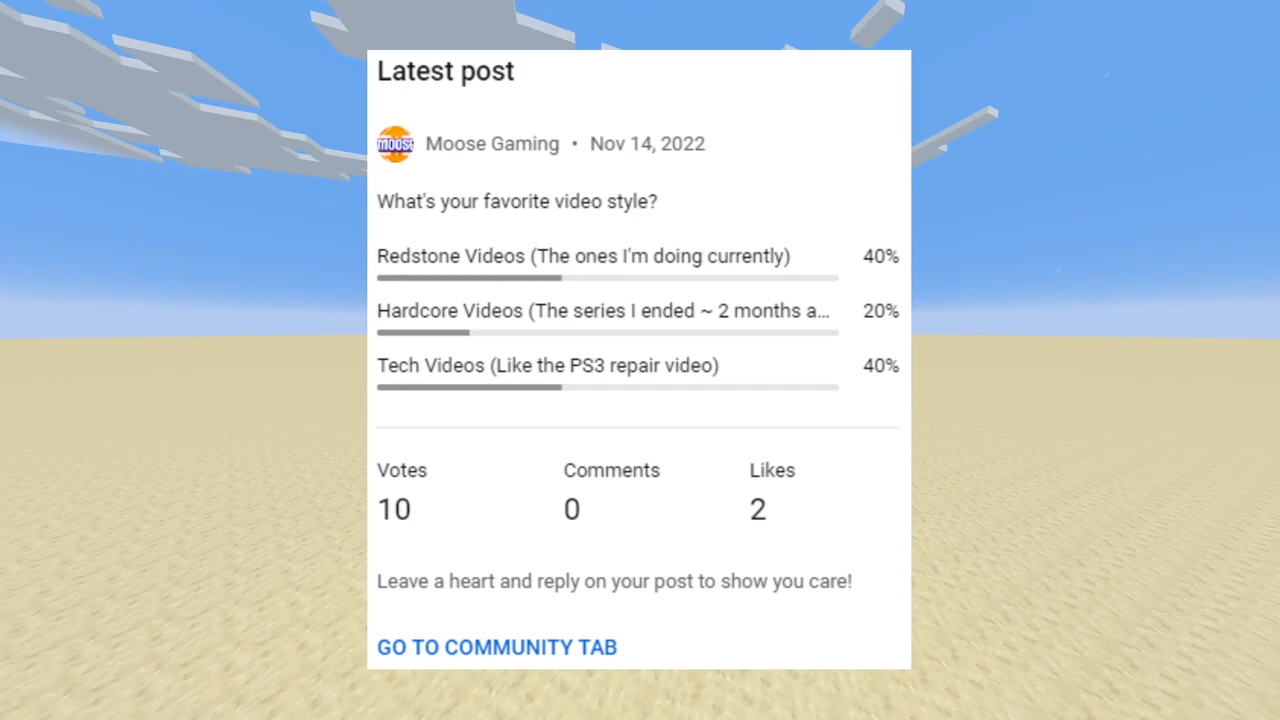 Latest post
MOOSE
Moose Gaming • Nov 14, 2022
What's your favorite video style?
Redstone Videos (The ones I'm doing currently) 40%
Hardcore Videos (The series I ended ~ 2 months a... 20%
Tech Videos (Like the PS3 repair video) 40%
Votes Comments Likes
10 0 2
Leave a heart and reply on your post to show you care!
GO TO COMMUNITY TAB